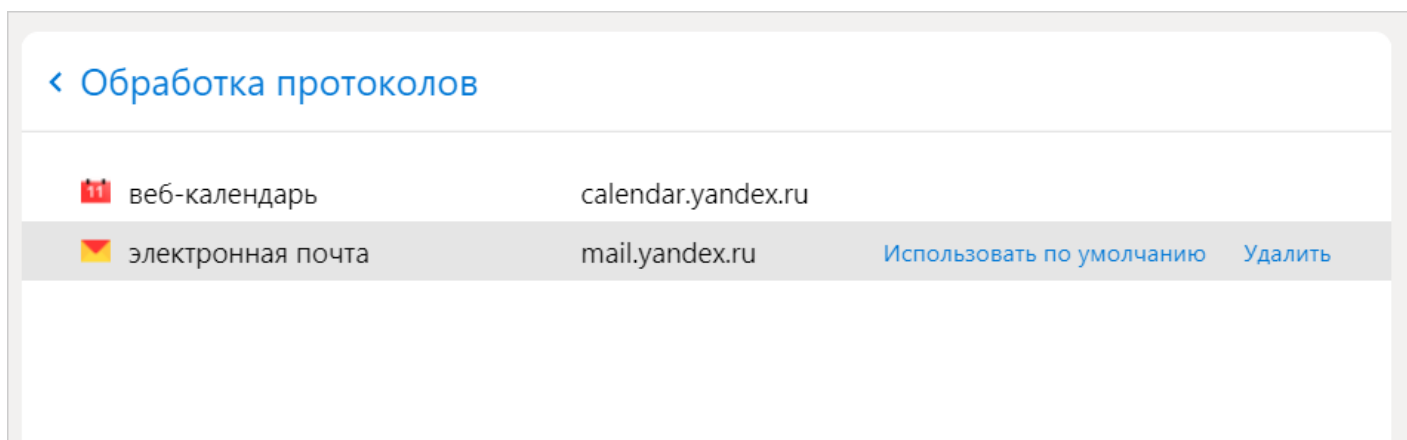 Обработка протоколов
11 веб-календарь calendar.yandex.ru
электронная почта mail.yandex.ru Использовать по умолчанию Удалить